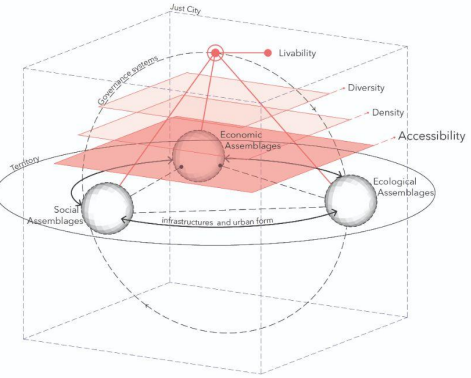 Just City
Livability
Governance systems
Diversity
Density
Economic
Assemblages
Accessibility
Territory
Ecological
Assemblages
Social
Assemblages
infrastructures and urban form